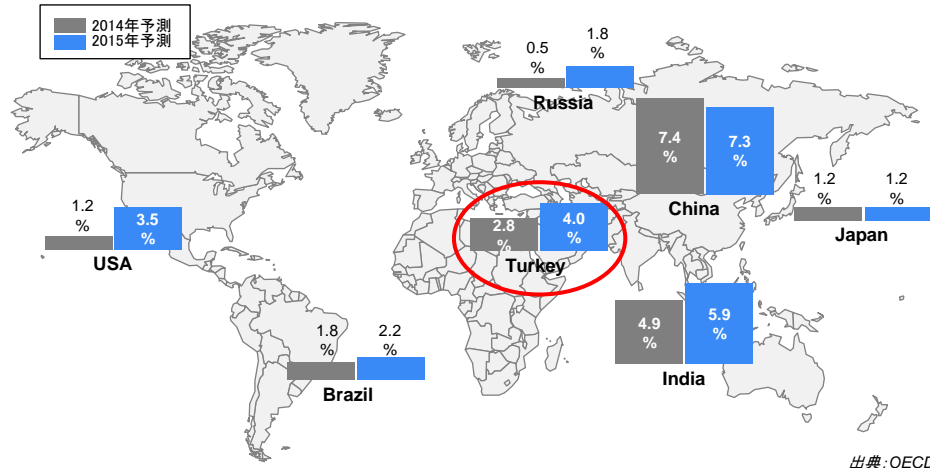 2014年予測
2015年予測
0.5
%
1.8
%
Russia
7.4
%
7.3
%
China
1.2
%
1.2
%
Japan
1.2
%
3.5
%
USA
2.8
%
4.0
%
Turkey
4.9
%
5.9
%
India
1.8
%
2.2
%
Brazil
出典:OECD